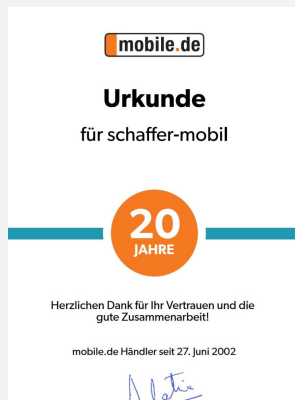 mobile.de
Urkunde
für schaffer-mobil
20
JAHRE
Herzlichen Dank für Ihr Vertrauen und die
gute Zusammenarbeit!
mobile.de Händler seit 27. Juni 2002